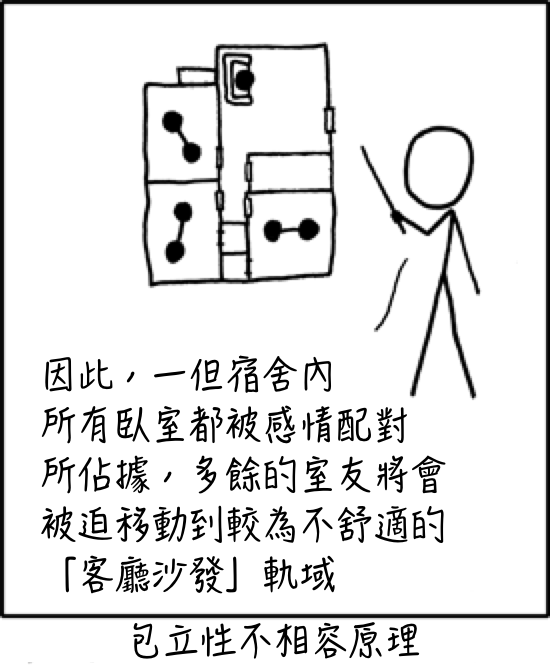 因此，一但宿舍內
所有臥室都被感情配對
所佔據，多餘的室友將會
被迫移動到較為不舒適的
「客廳沙發」軌域
包立性不相容原理